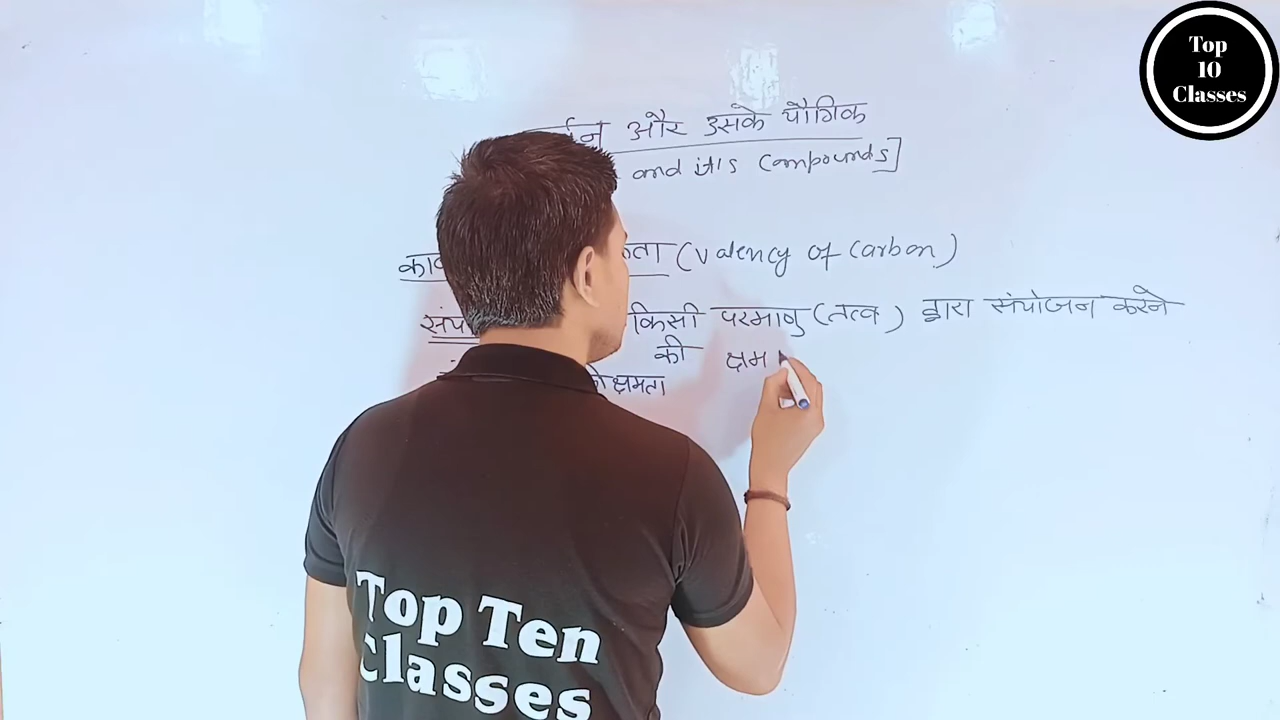 और उसके यौगिक
and it's Compounds]
(Valency of Carbon)
किसी परमाणु (तत्व) द्वारा संयोजन करने
की क्षम
क्षमता
Top
10
Classes
Top Ten
Classes